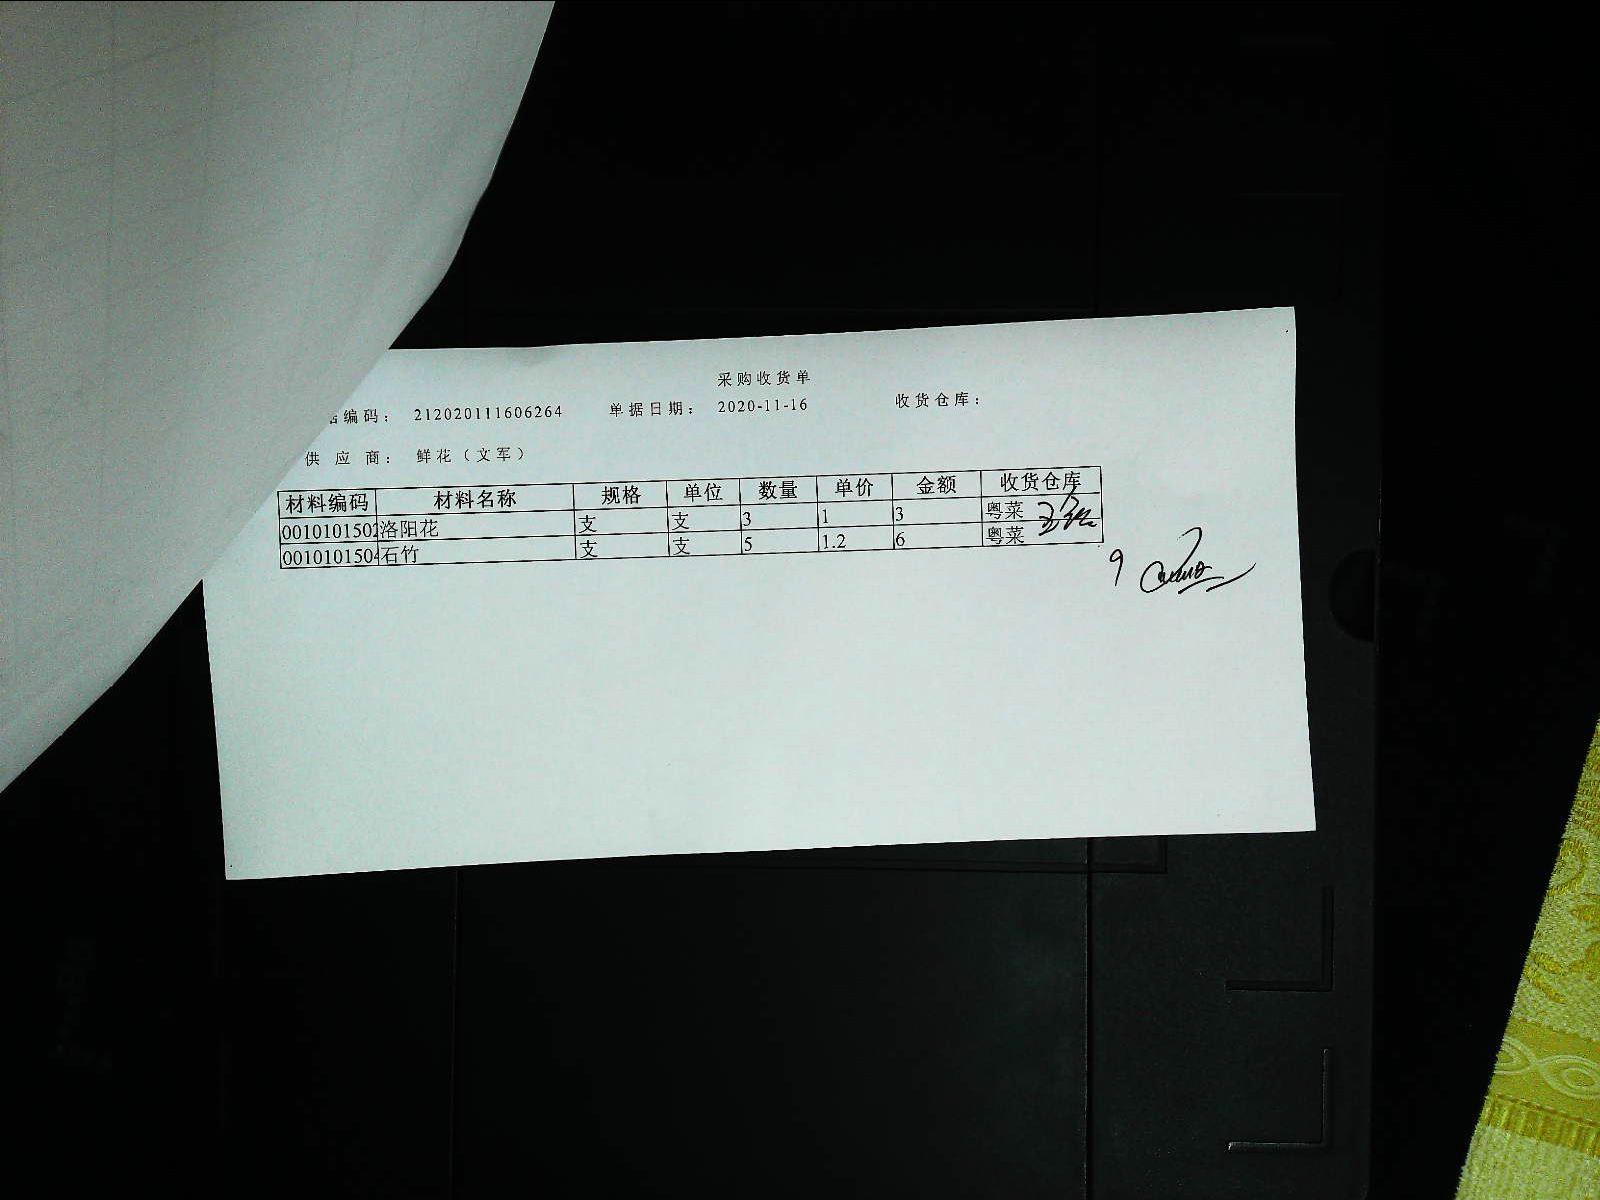 采购收货单
编码： 212020111606264 单据日期： 2020-11-16 收货仓库：
供应商： 鲜花（文军）
材料编码 材料名称 规格 单位 数量 单价 金额 收货仓库
001010150 洛阳花 支 支 3 1 3 粤菜
001010150 石竹 支 支 5 1.2 6 粤菜
9